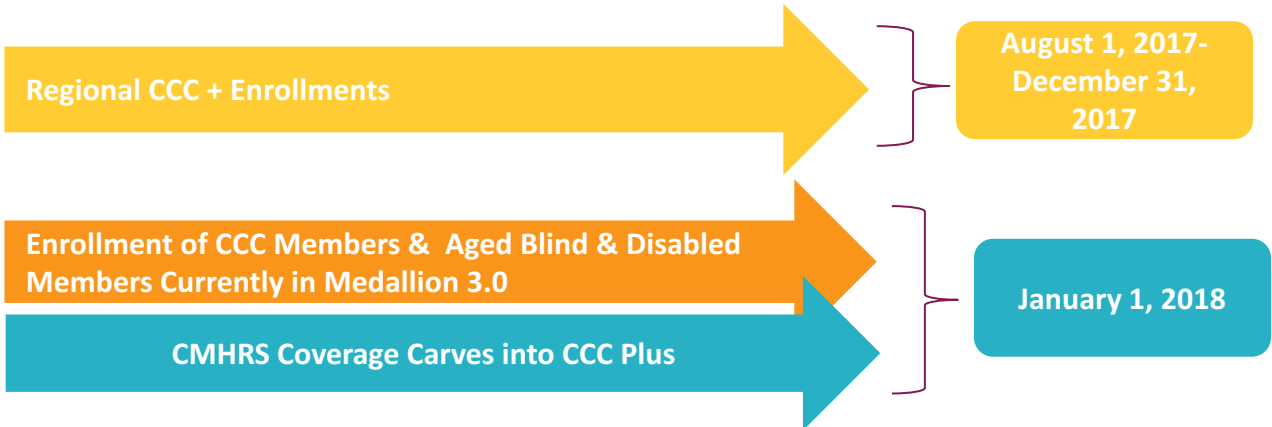 Regional CCC + Enrollments
August 1, 2017-
December 31,
2017
Enrollment of CCC Members & Aged Blind & Disabled
Members Currently in Medallion 3.0
CMHRS Coverage Carves into CCC Plus
January 1, 2018